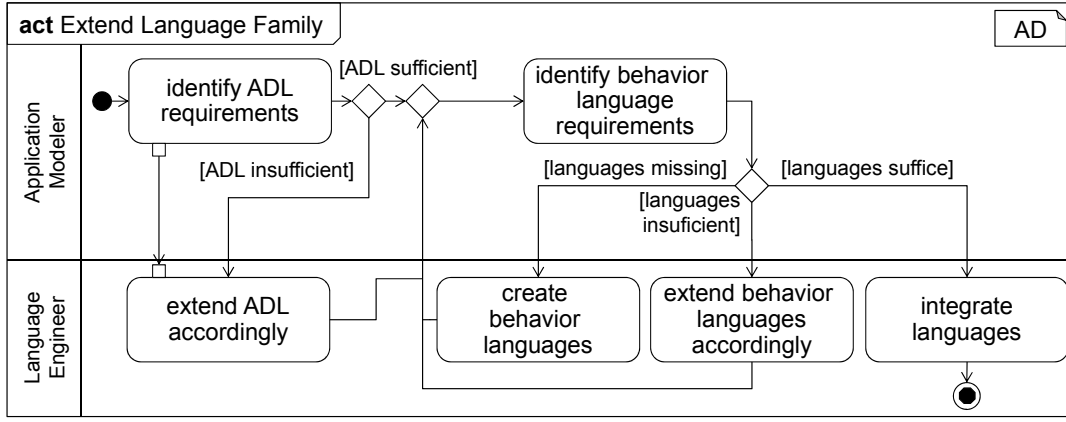 act Extend Language Family
AD
Application
Modeler
identify ADL
requirements
[ADL sufficient]
identify behavior
language
requirements
[ADL insufficient]
[languages missing]
[languages suffice]
[languages
insuficient]
Language
Engineer
extend ADL
accordingly
create
behavior
languages
extend behavior
languages
accordingly
integrate
languages